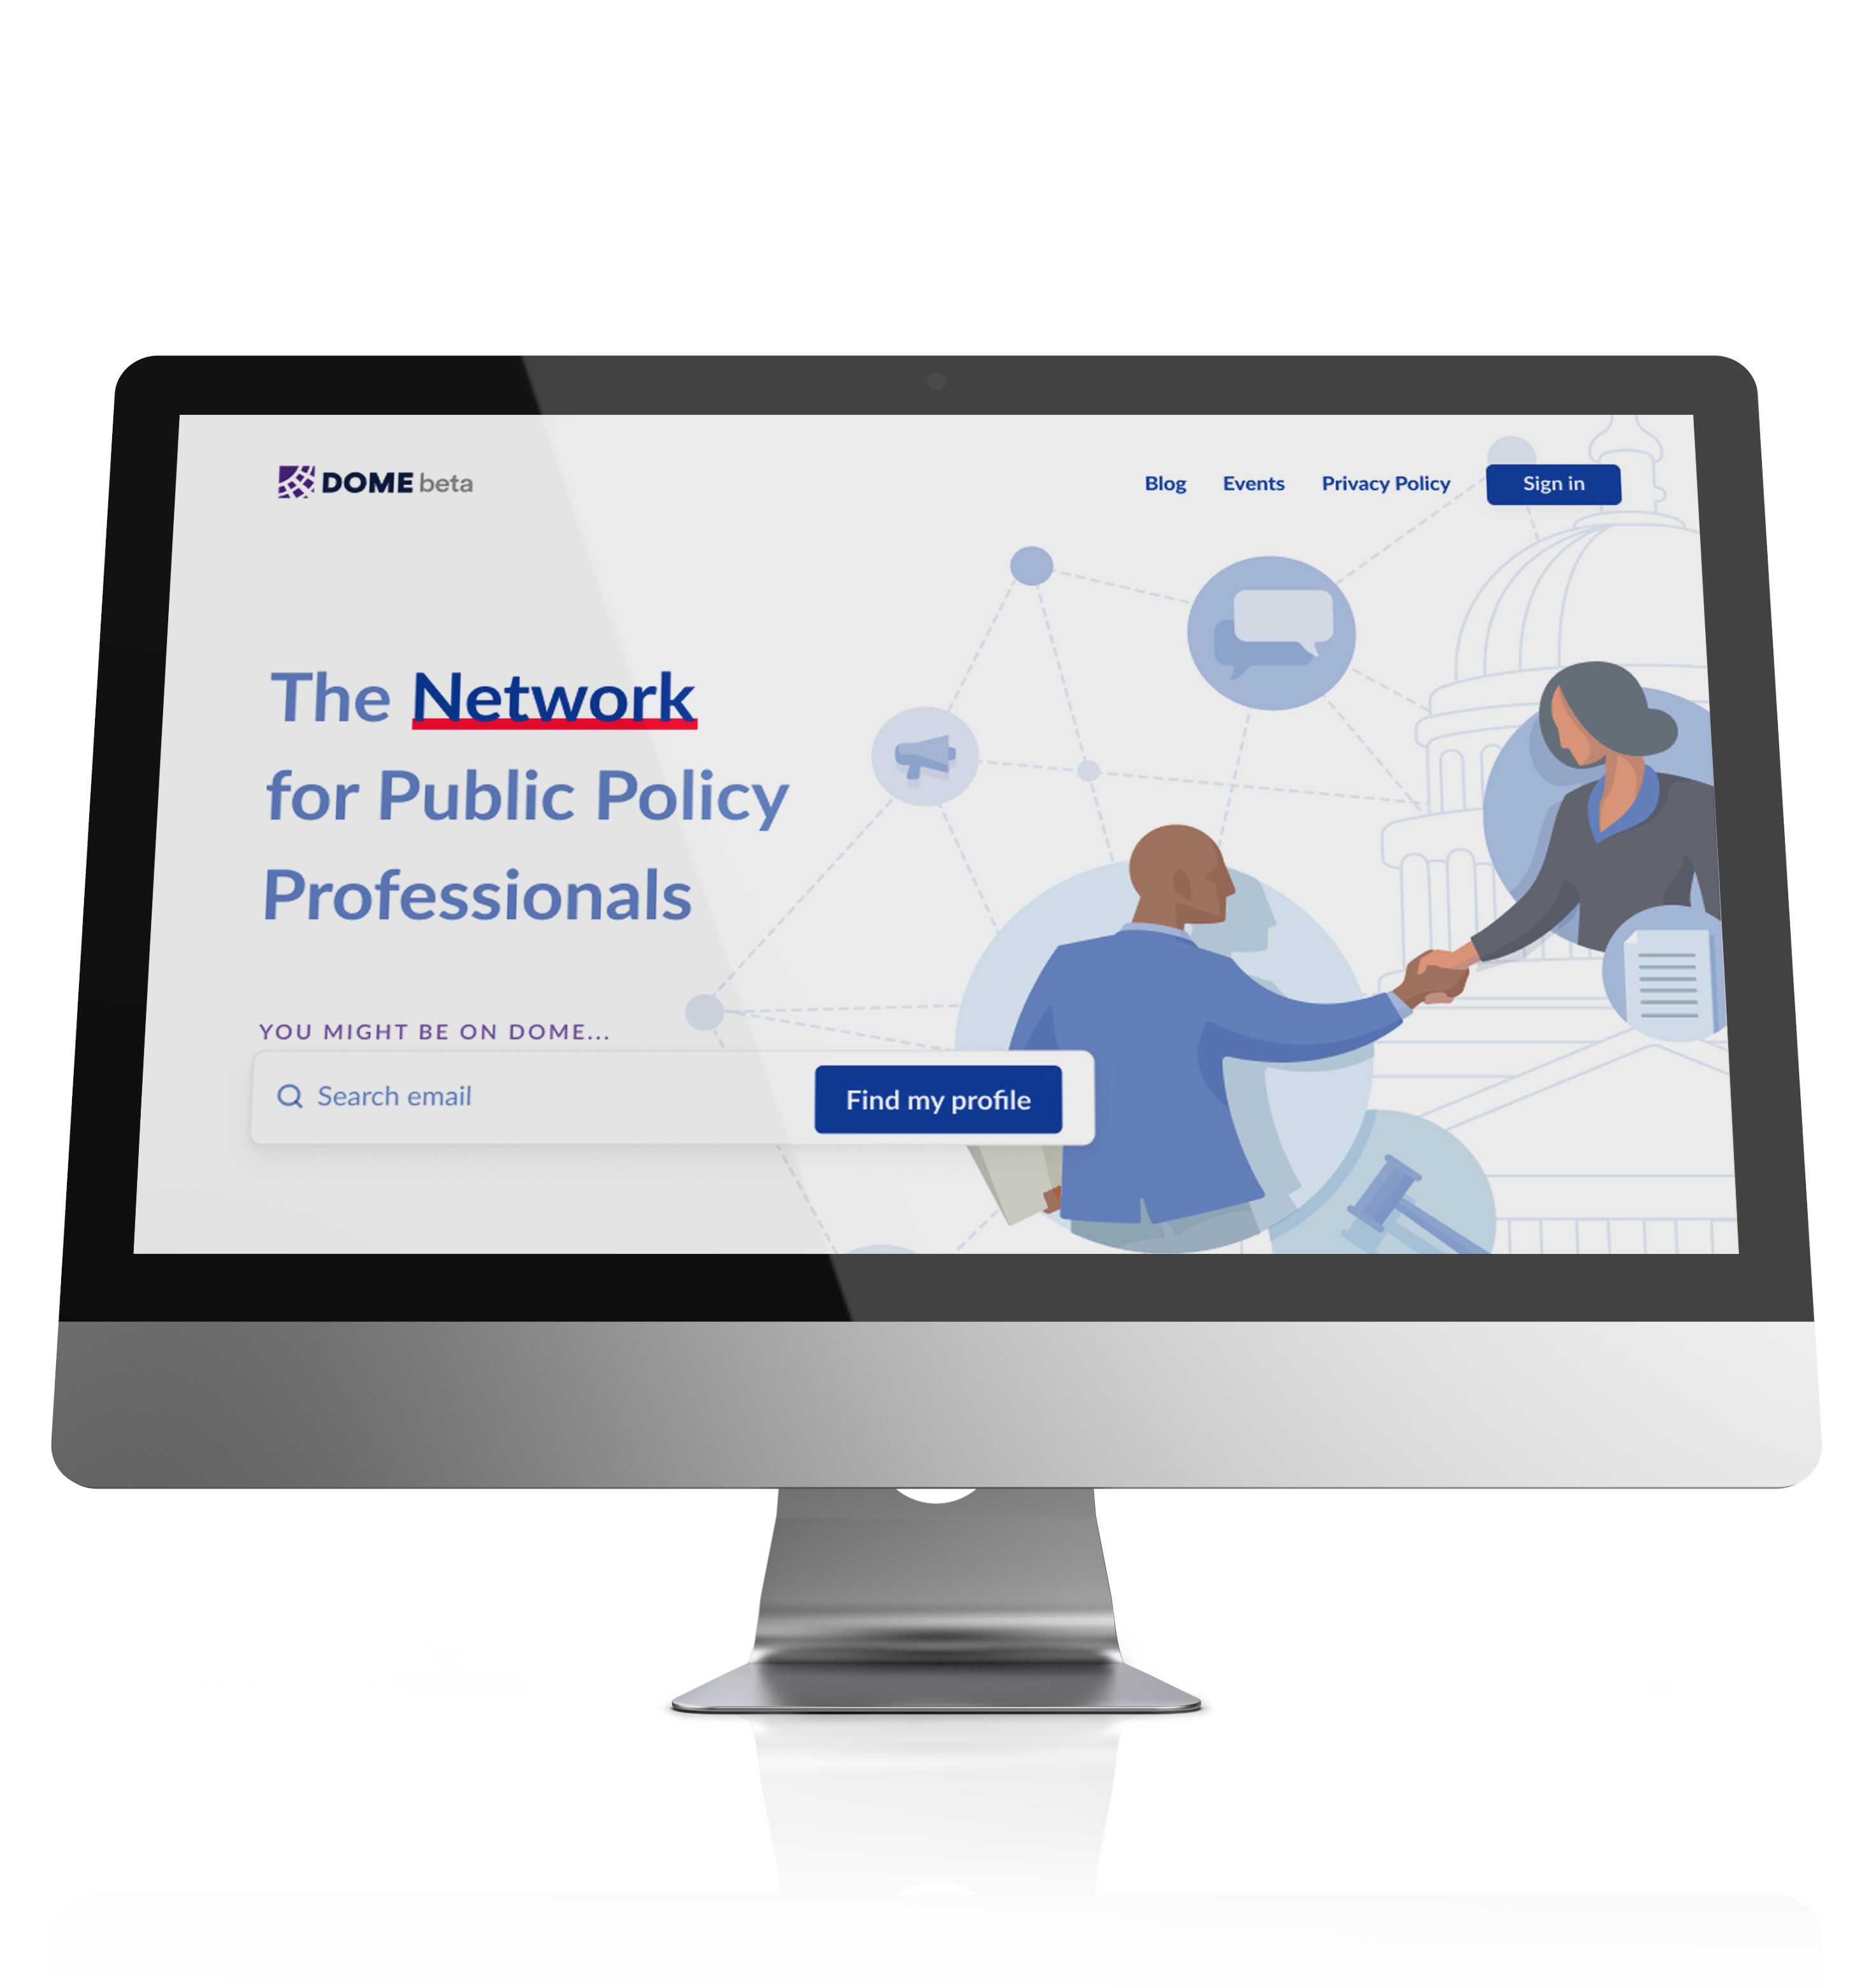 DOME beta
Blog Events Privacy Policy Sign in
The Network
for Public Policy
Professionals
YOU MIGHT BE ON DOME...
Search email
Find my profile